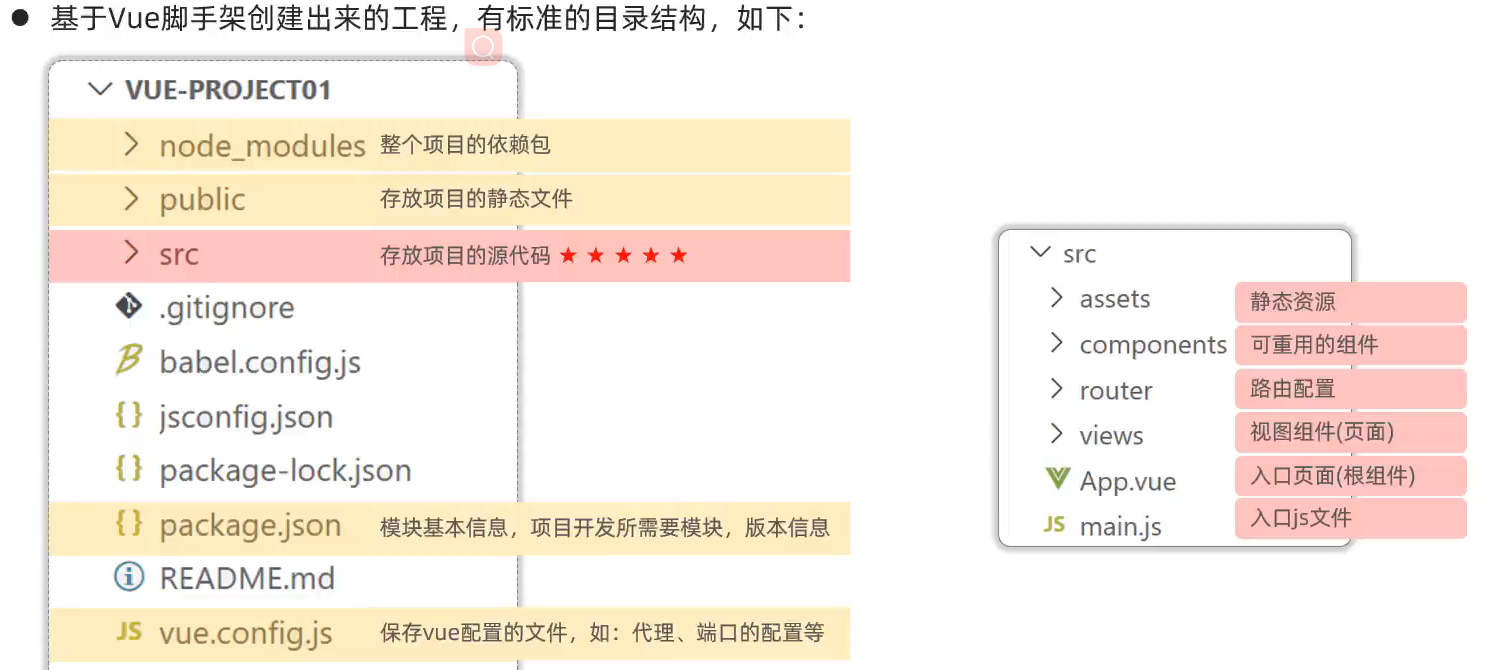 ● 基于Vue脚手架创建出来的工程，有标准的目录结构，如下：
VUE-PROJECT01
node_modules 整个项目的依赖包
public 存放项目的静态文件
src 存放项目的源代码 ★ ★ ★ ★ ★
.gitignore
babel.config.js
{} jsconfig.json
{} package-lock.json
{} package.json 模块基本信息，项目开发所需要模块，版本信息
README.md
JS vue.config.js 保存vue配置的文件，如：代理、端口的配置等
src
assets 静态资源
components 可重用的组件
router 路由配置
views 视图组件(页面)
App.vue 入口页面(根组件)
JS main.js 入口js文件